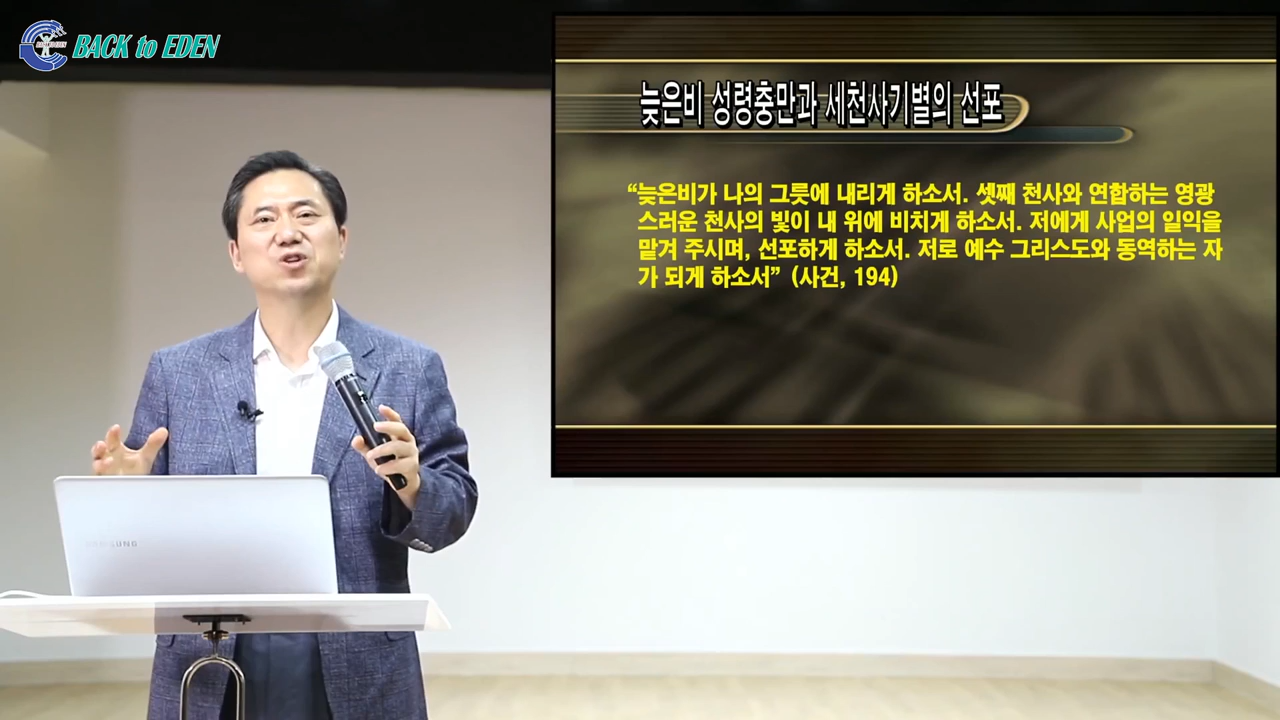 BACK to EDEN
늦은비 성령충만과 세천사기별의 선포
“늦은비가 나의 그릇에 내리게 하소서. 셋째 천사와 연합하는 영광
스러운 천사의 빛이 내 위에 비치게 하소서. 저에게 사업의 일익을
맡겨 주시며, 선포하게 하소서. 저로 예수 그리스도와 동역하는 자
가 되게 하소서” (사건, 194)
SAMSUNG